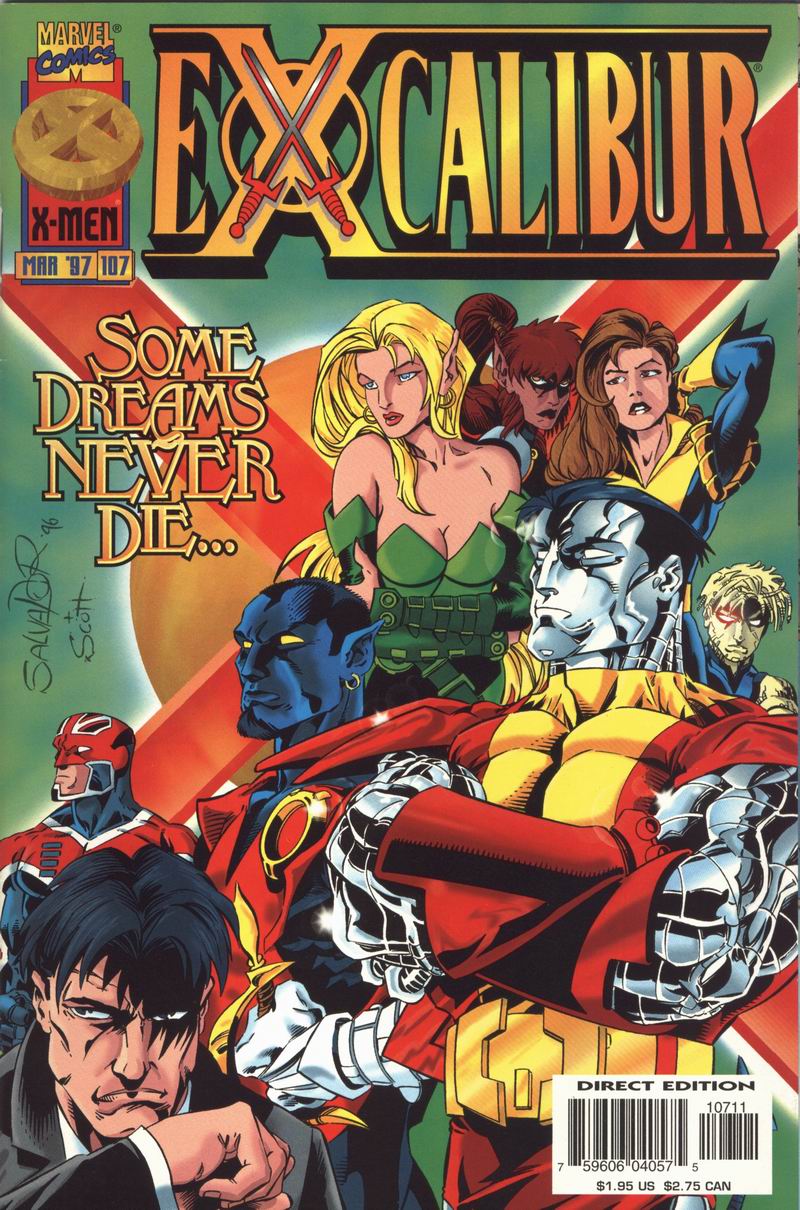 MARVEL®
COMICS
X-MEN
MAR '97 107
EXCALIBUR®
SOME
DREAMS
NEVER
DIE...
SALVADOR '96
+
SCOTT
DIRECT EDITION
10711
7 59606 04057 5
$1.95 US $2.75 CAN